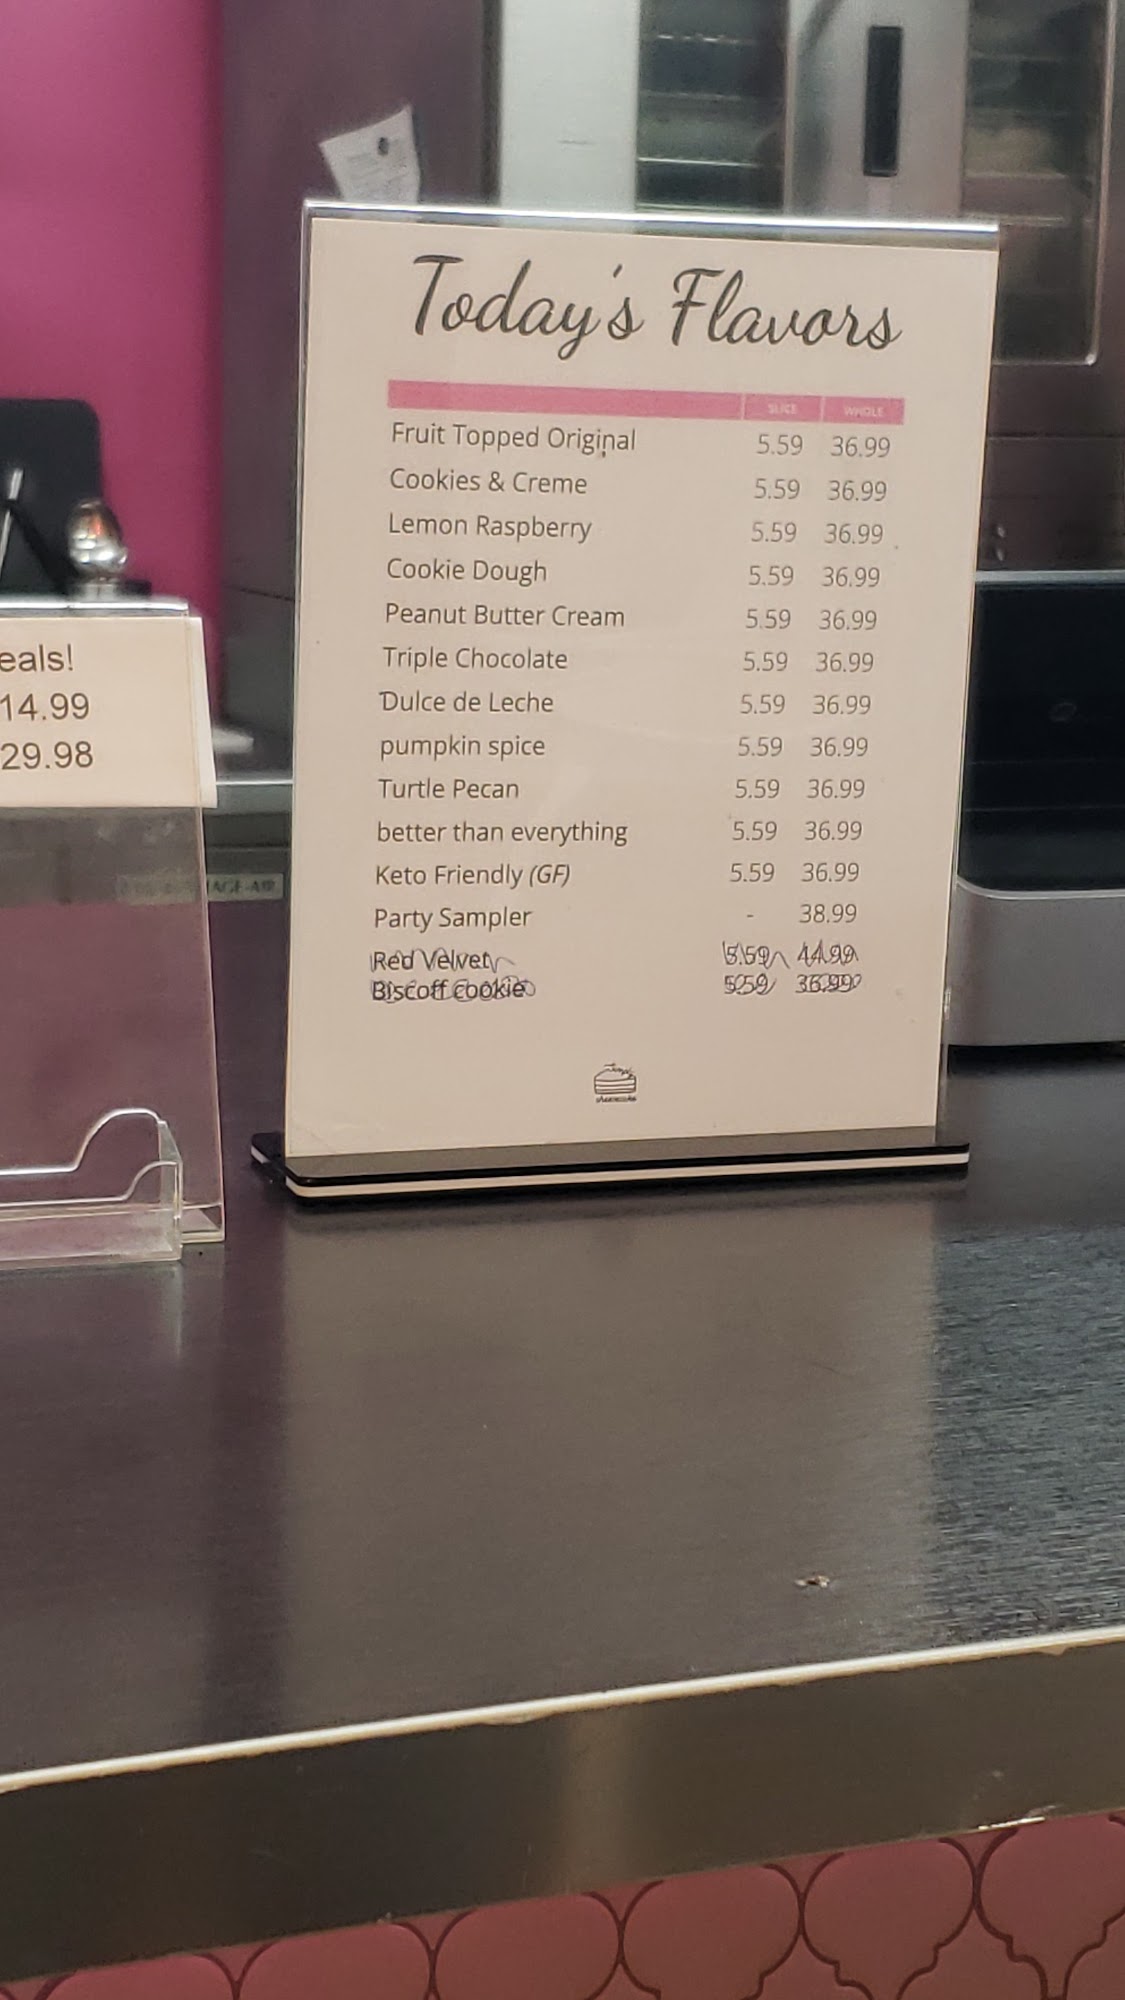 Today's Flavors
SLICE WHOLE
Fruit Topped Original 5.59 36.99
Cookies & Creme 5.59 36.99
Lemon Raspberry 5.59 36.99
Cookie Dough 5.59 36.99
Peanut Butter Cream 5.59 36.99
Triple Chocolate 5.59 36.99
Dulce de Leche 5.59 36.99
pumpkin spice 5.59 36.99
Turtle Pecan 5.59 36.99
better than everything 5.59 36.99
Keto Friendly (GF) 5.59 36.99
Party Sampler - 38.99
Red Velvet 5.59 44.99
Biscoff cookie 5.59 36.99
eals!
14.99
29.98